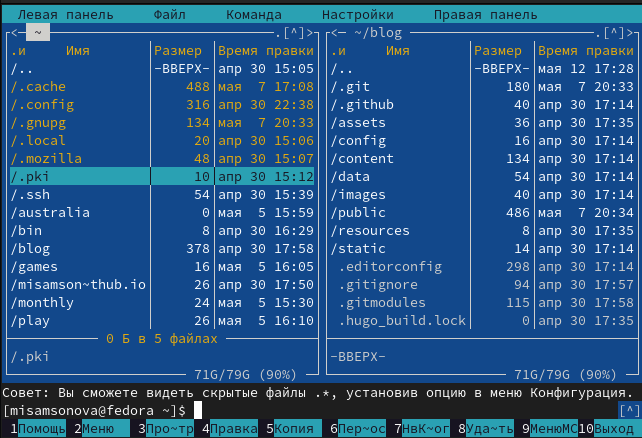 Левая панель Файл Команда Настройки Правая панель
<─ ~ .[^]> <─ ~/blog .[^]>
.и Имя Размер Время правки .и Имя Размер Время правки
/.. -ВВЕРХ- апр 30 15:05 /.. -ВВЕРХ- мая 12 17:28
/.cache 488 мая 7 17:08 /.git 180 мая 7 20:33
/.config 316 апр 30 22:38 /.github 40 апр 30 17:14
/.gnupg 134 мая 7 20:33 /assets 36 апр 30 17:35
/.local 20 апр 30 15:06 /config 16 апр 30 17:14
/.mozilla 48 апр 30 15:07 /content 134 апр 30 17:14
/.pki 10 апр 30 15:12 /data 54 апр 30 17:14
/.ssh 54 апр 30 15:39 /images 40 апр 30 17:14
/australia 0 мая 5 15:59 /public 486 мая 7 20:34
/bin 8 апр 30 16:29 /resources 8 апр 30 17:35
/blog 378 апр 30 17:58 /static 14 апр 30 17:14
/games 16 мая 5 16:05 .editorconfig 298 апр 30 17:14
/misamson~thub.io 26 апр 30 17:50 .gitignore 94 апр 30 17:57
/monthly 24 мая 5 15:30 .gitmodules 115 апр 30 17:58
/play 26 мая 5 16:10 .hugo_build.lock 0 апр 30 17:35
0 Б в 5 файлах
/.pki -ВВЕРХ-
71G/79G (90%) 71G/79G (90%)
Совет: Вы сможете видеть скрытые файлы .*, установив опцию в меню Конфигурация.
[misamsonova@fedora ~]$ [^]
1Помощь 2Меню 3Про~тр 4Правка 5Копия 6Пер~ос 7НвК~ог 8Уда~ть 9МенюMC 10Выход